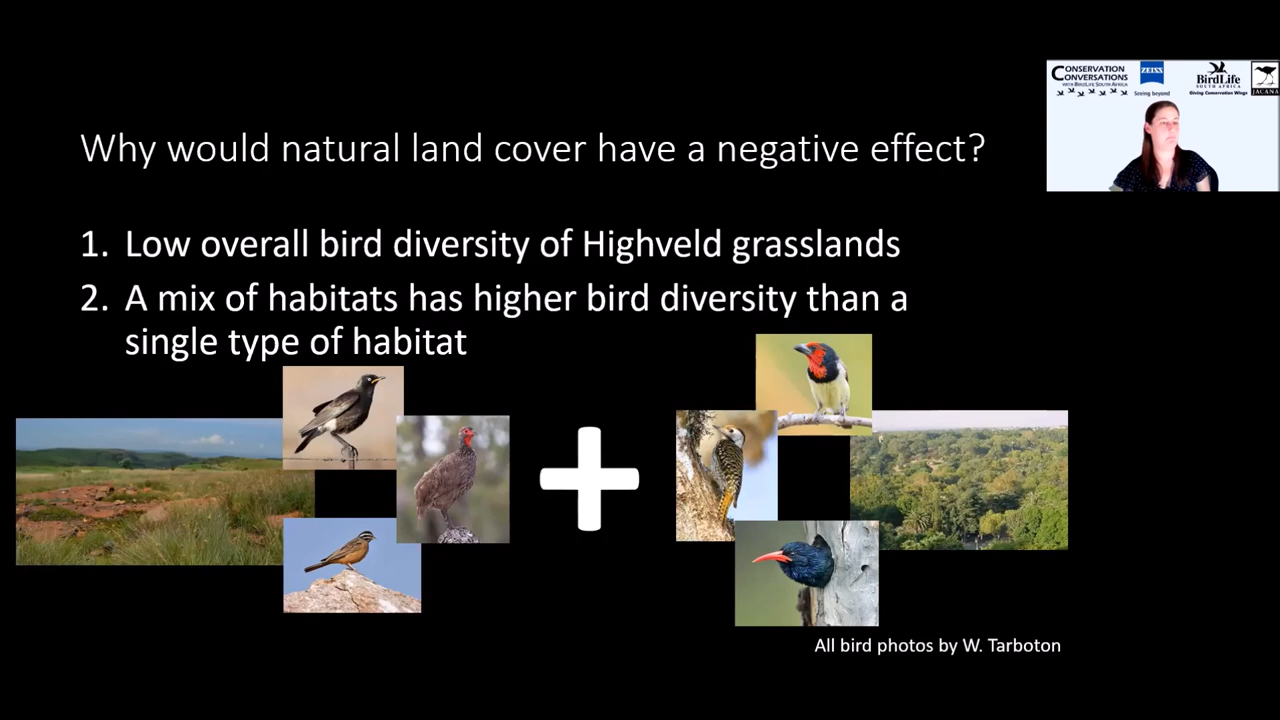 CONSERVATION
CONVERSATIONS
WITH BIRDLIFE SOUTH AFRICA
ZEISS
Seeing beyond
BirdLife
SOUTH AFRICA
Giving Conservation Wings
JACANA
Why would natural land cover have a negative effect?
1. Low overall bird diversity of Highveld grasslands
2. A mix of habitats has higher bird diversity than a
single type of habitat
All bird photos by W. Tarboton